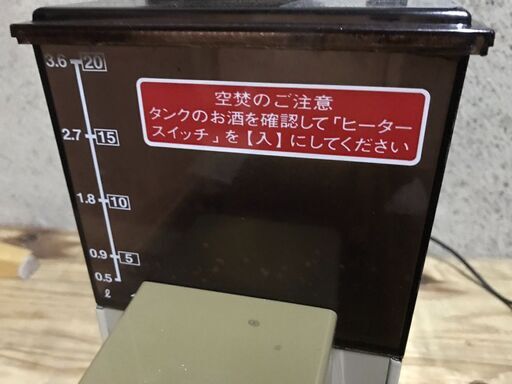 空焚のご注意
タンクのお酒を確認して「ヒーター
スイッチ」を【入】にしてください
3.6 20
2.7 15
1.8 10
0.9 5
0.5
ℓ